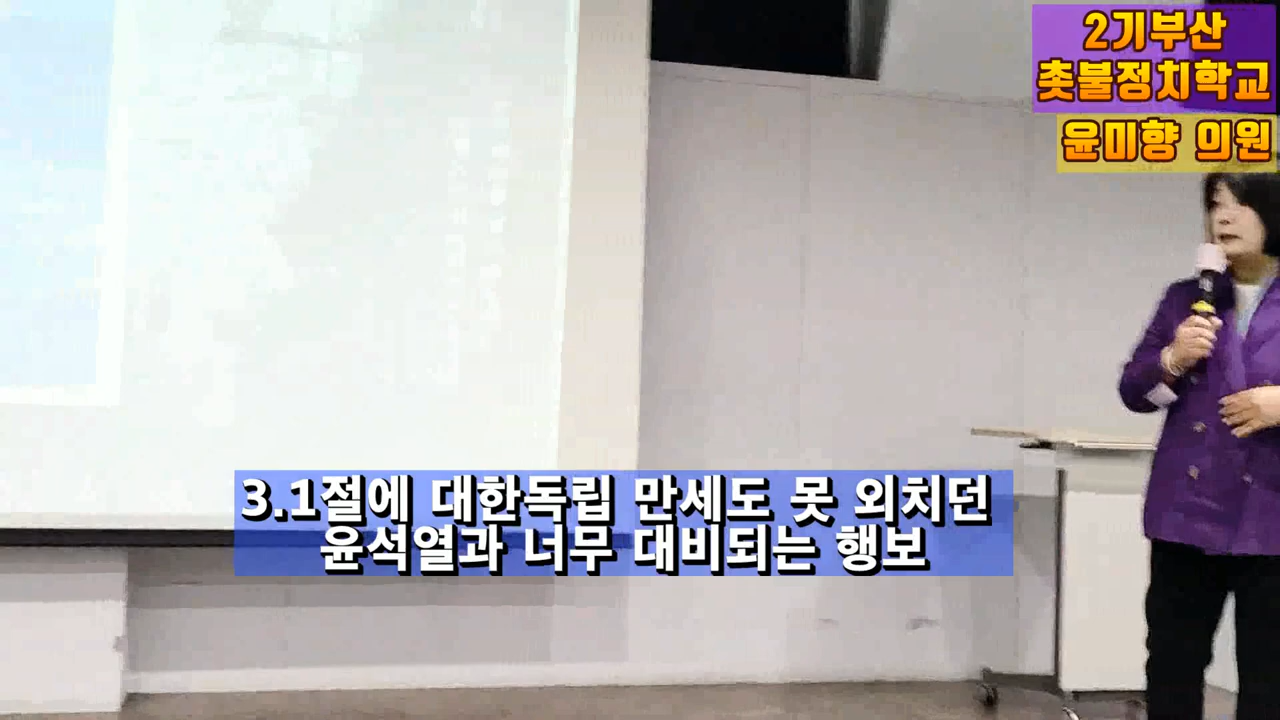 2기부산
촛불정치학교
윤미향 의원
3.1절에 대한독립 만세도 못 외치던
윤석열과 너무 대비되는 행보